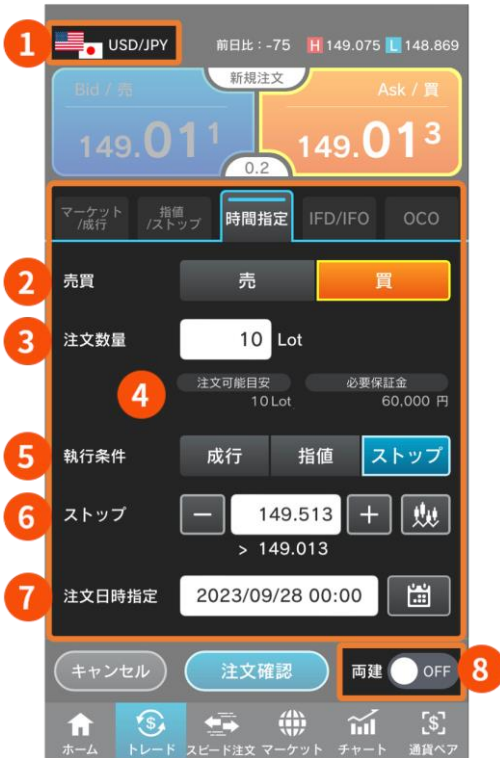 1
USD/JPY
前日比：-75
H 149.075 L 148.869
Bid / 売
新規注文
Ask / 買
149.011
149.013
0.2
マーケット
/成行
指値
/ストップ
時間指定
IFD/IFO
OCO
2
売買
売
買
3
注文数量
10 Lot
4
注文可能目安
10 Lot
必要保証金
60,000 円
5
執行条件
成行
指値
ストップ
6
ストップ
－
149.513
＋
> 149.013
7
注文日時指定
2023/09/28 00:00
キャンセル
注文確認
両建
OFF
8
ホーム
トレード
スピード注文
マーケット
チャート
通貨ペア